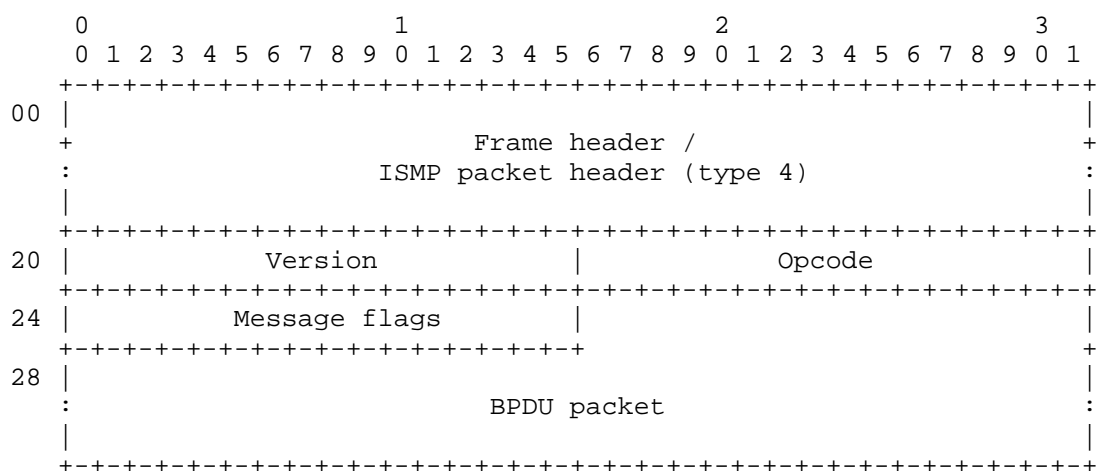 0                   1                   2                   3
 0 1 2 3 4 5 6 7 8 9 0 1 2 3 4 5 6 7 8 9 0 1 2 3 4 5 6 7 8 9 0 1
+-+-+-+-+-+-+-+-+-+-+-+-+-+-+-+-+-+-+-+-+-+-+-+-+-+-+-+-+-+-+-+-+
00 |                                                               |
+                         Frame header /                        +
:                   ISMP packet header (type 4)                 :
|                                                               |
+-+-+-+-+-+-+-+-+-+-+-+-+-+-+-+-+-+-+-+-+-+-+-+-+-+-+-+-+-+-+-+-+
20 |            Version            |            Opcode             |
+-+-+-+-+-+-+-+-+-+-+-+-+-+-+-+-+-+-+-+-+-+-+-+-+-+-+-+-+-+-+-+-+
24 |          Message flags        |                               |
+-+-+-+-+-+-+-+-+-+-+-+-+-+-+-+-+                               +
28 |                                                               |
:                          BPDU packet                          :
|                                                               |
+-+-+-+-+-+-+-+-+-+-+-+-+-+-+-+-+-+-+-+-+-+-+-+-+-+-+-+-+-+-+-+-+